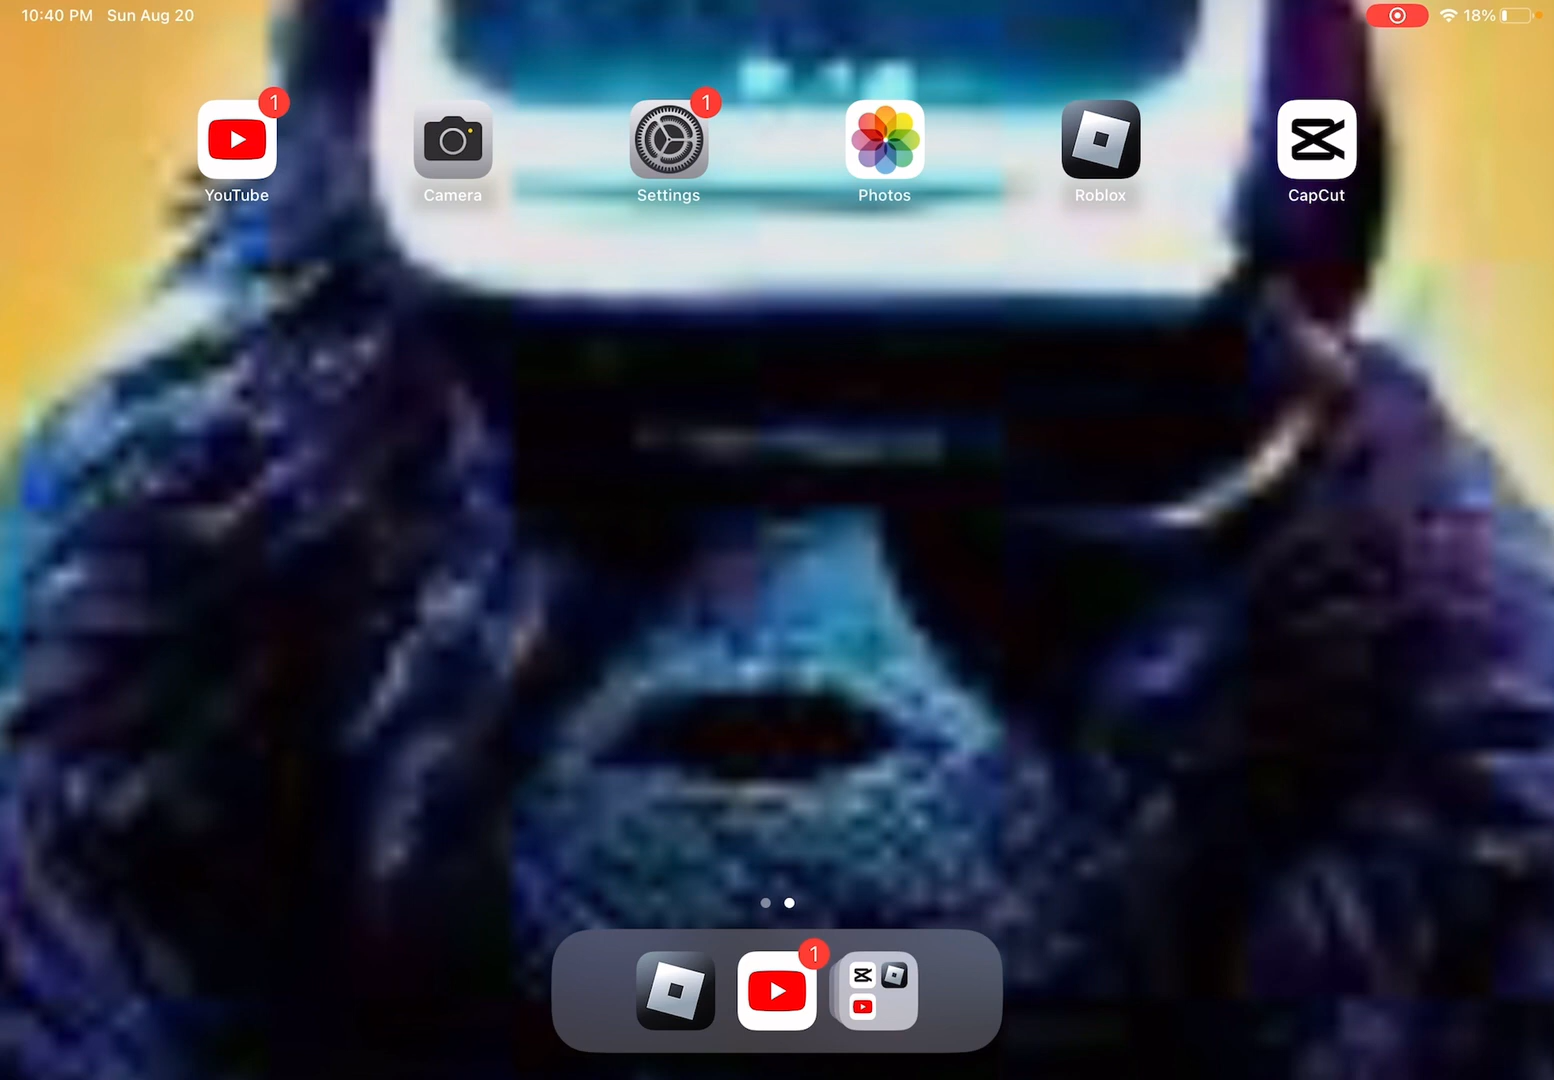 10:40 PM Sun Aug 20
18%
1
1
YouTube
Camera
Settings
Photos
Roblox
CapCut
1